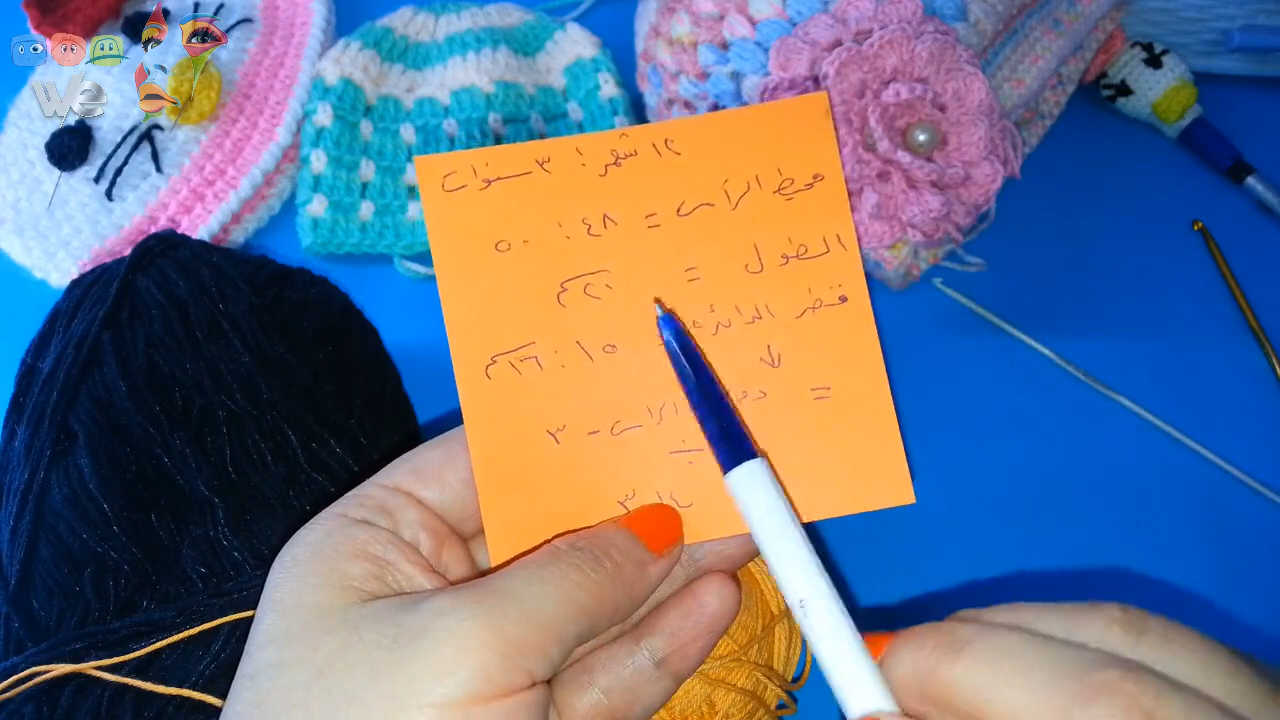 We
١٢ شهر : ٣ سنوات
محيط الرأس = ٤٨ : ٥٠
الطول = ٢٠ سم
قطر الدائرة ١٥ : ١٦ سم
↓
= الرأس - ٣
÷
٣،١٤